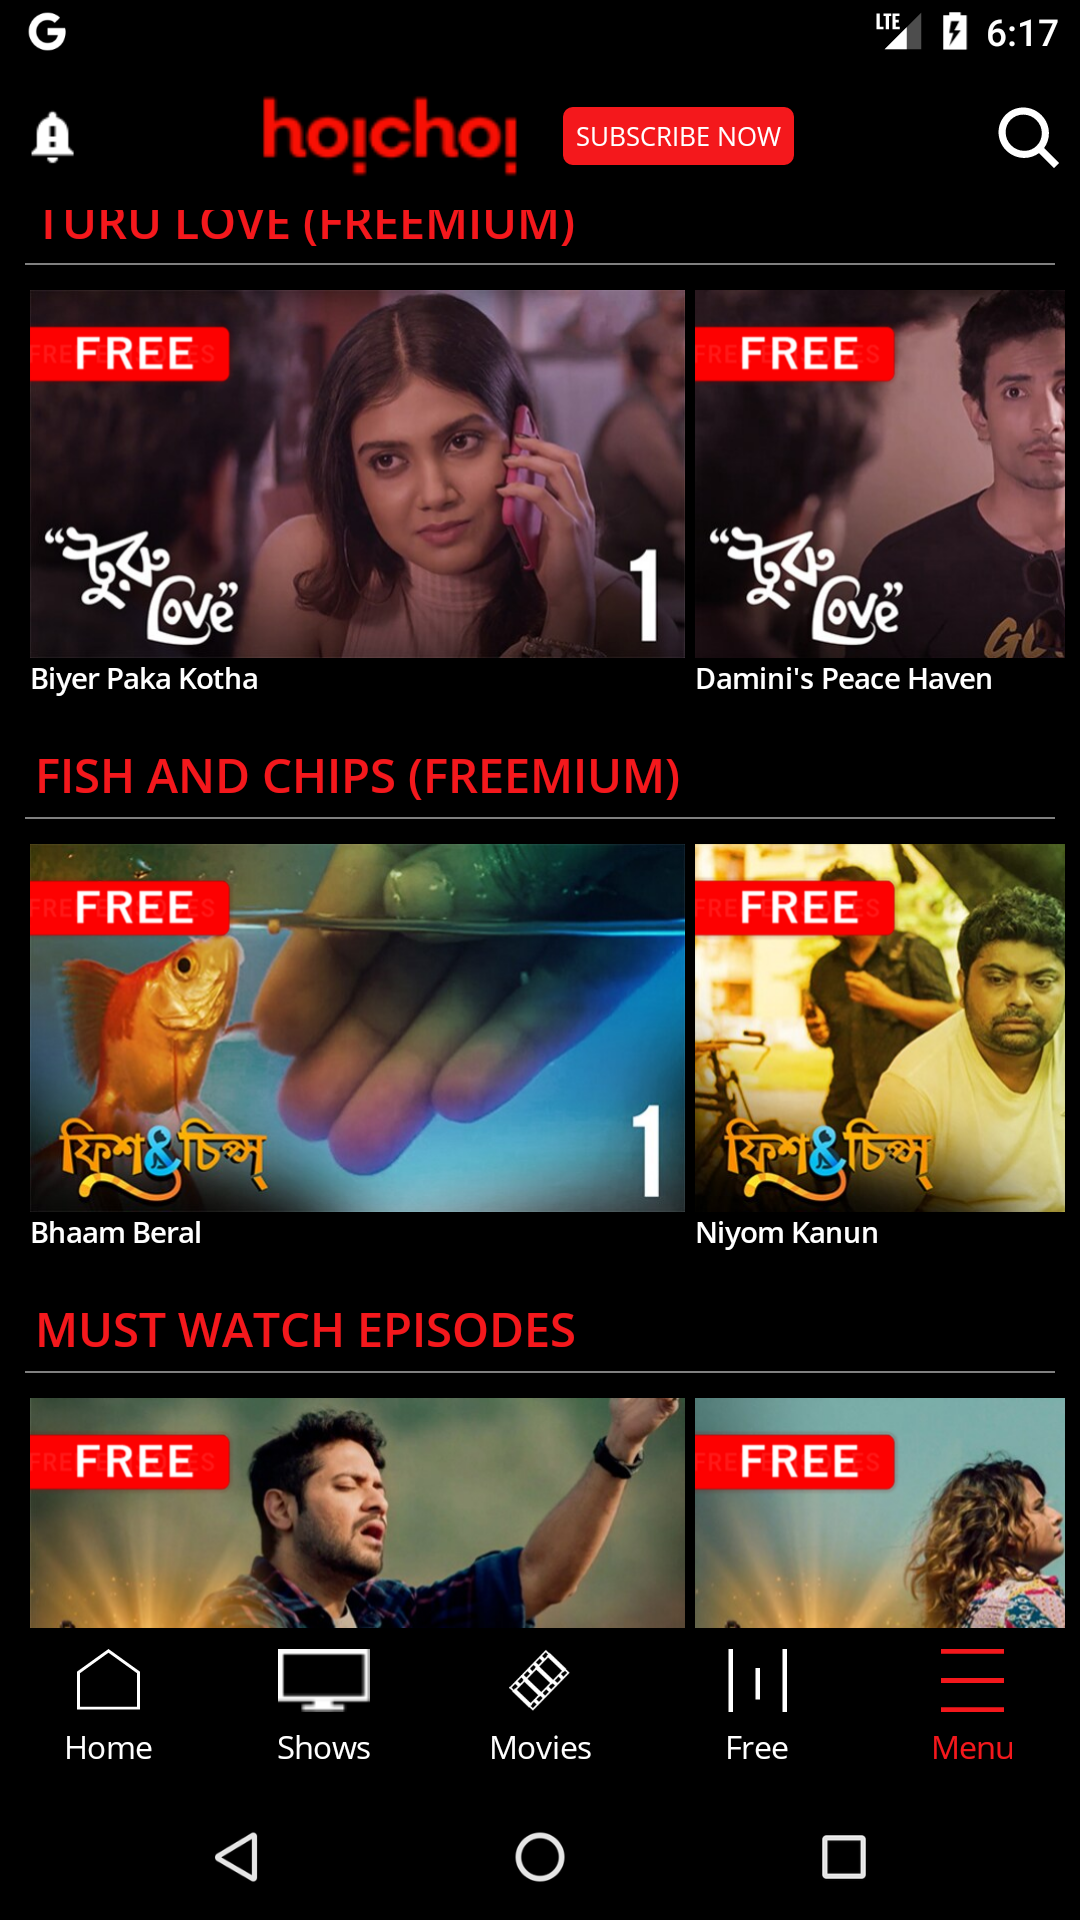 LTE 6:17
hoichoi SUBSCRIBE NOW
TURU LOVE (FREEMIUM)
FREE FREE
"টুরু Love" 1 "টুরু Love"
Biyer Paka Kotha Damini's Peace Haven
FISH AND CHIPS (FREEMIUM)
FREE FREE
ফিশ & চিপ্স্ 1 ফিশ & চিপ্স্
Bhaam Beral Niyom Kanun
MUST WATCH EPISODES
FREE FREE
Home Shows Movies Free Menu